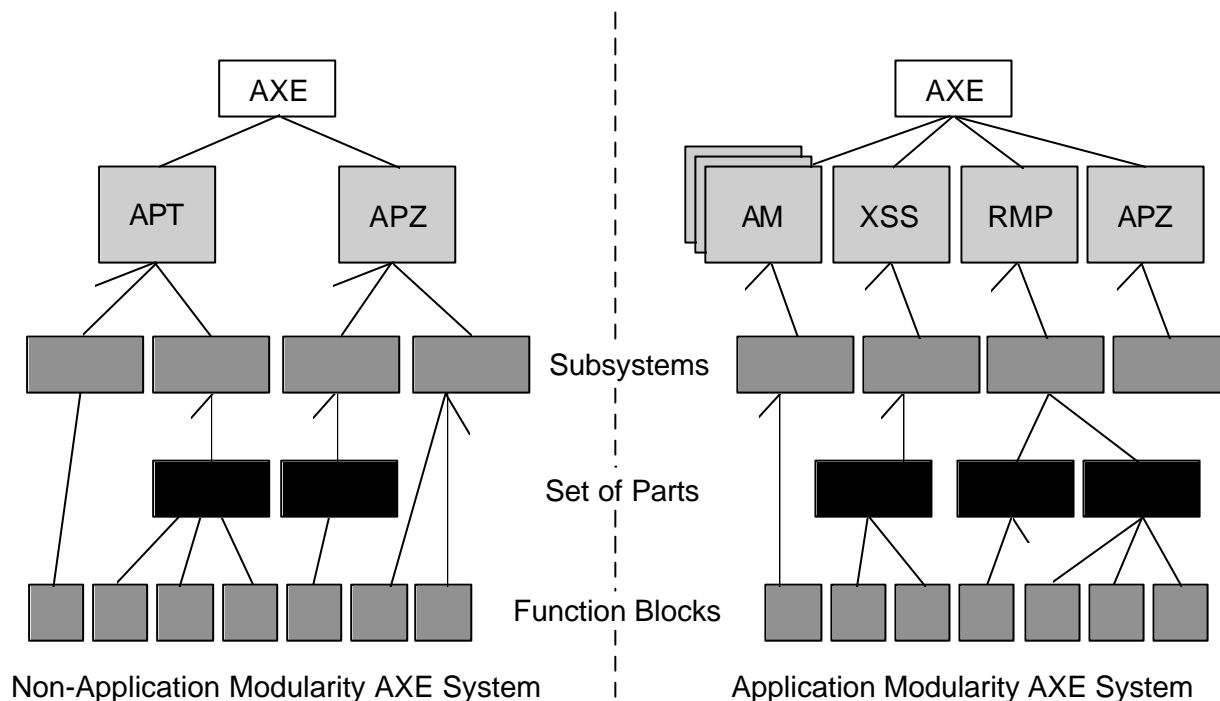 AXE
AXE
APT
APZ
AM
XSS
RMP
APZ
Subsystems
Set of Parts
Function Blocks
Non-Application Modularity AXE System
Application Modularity AXE System